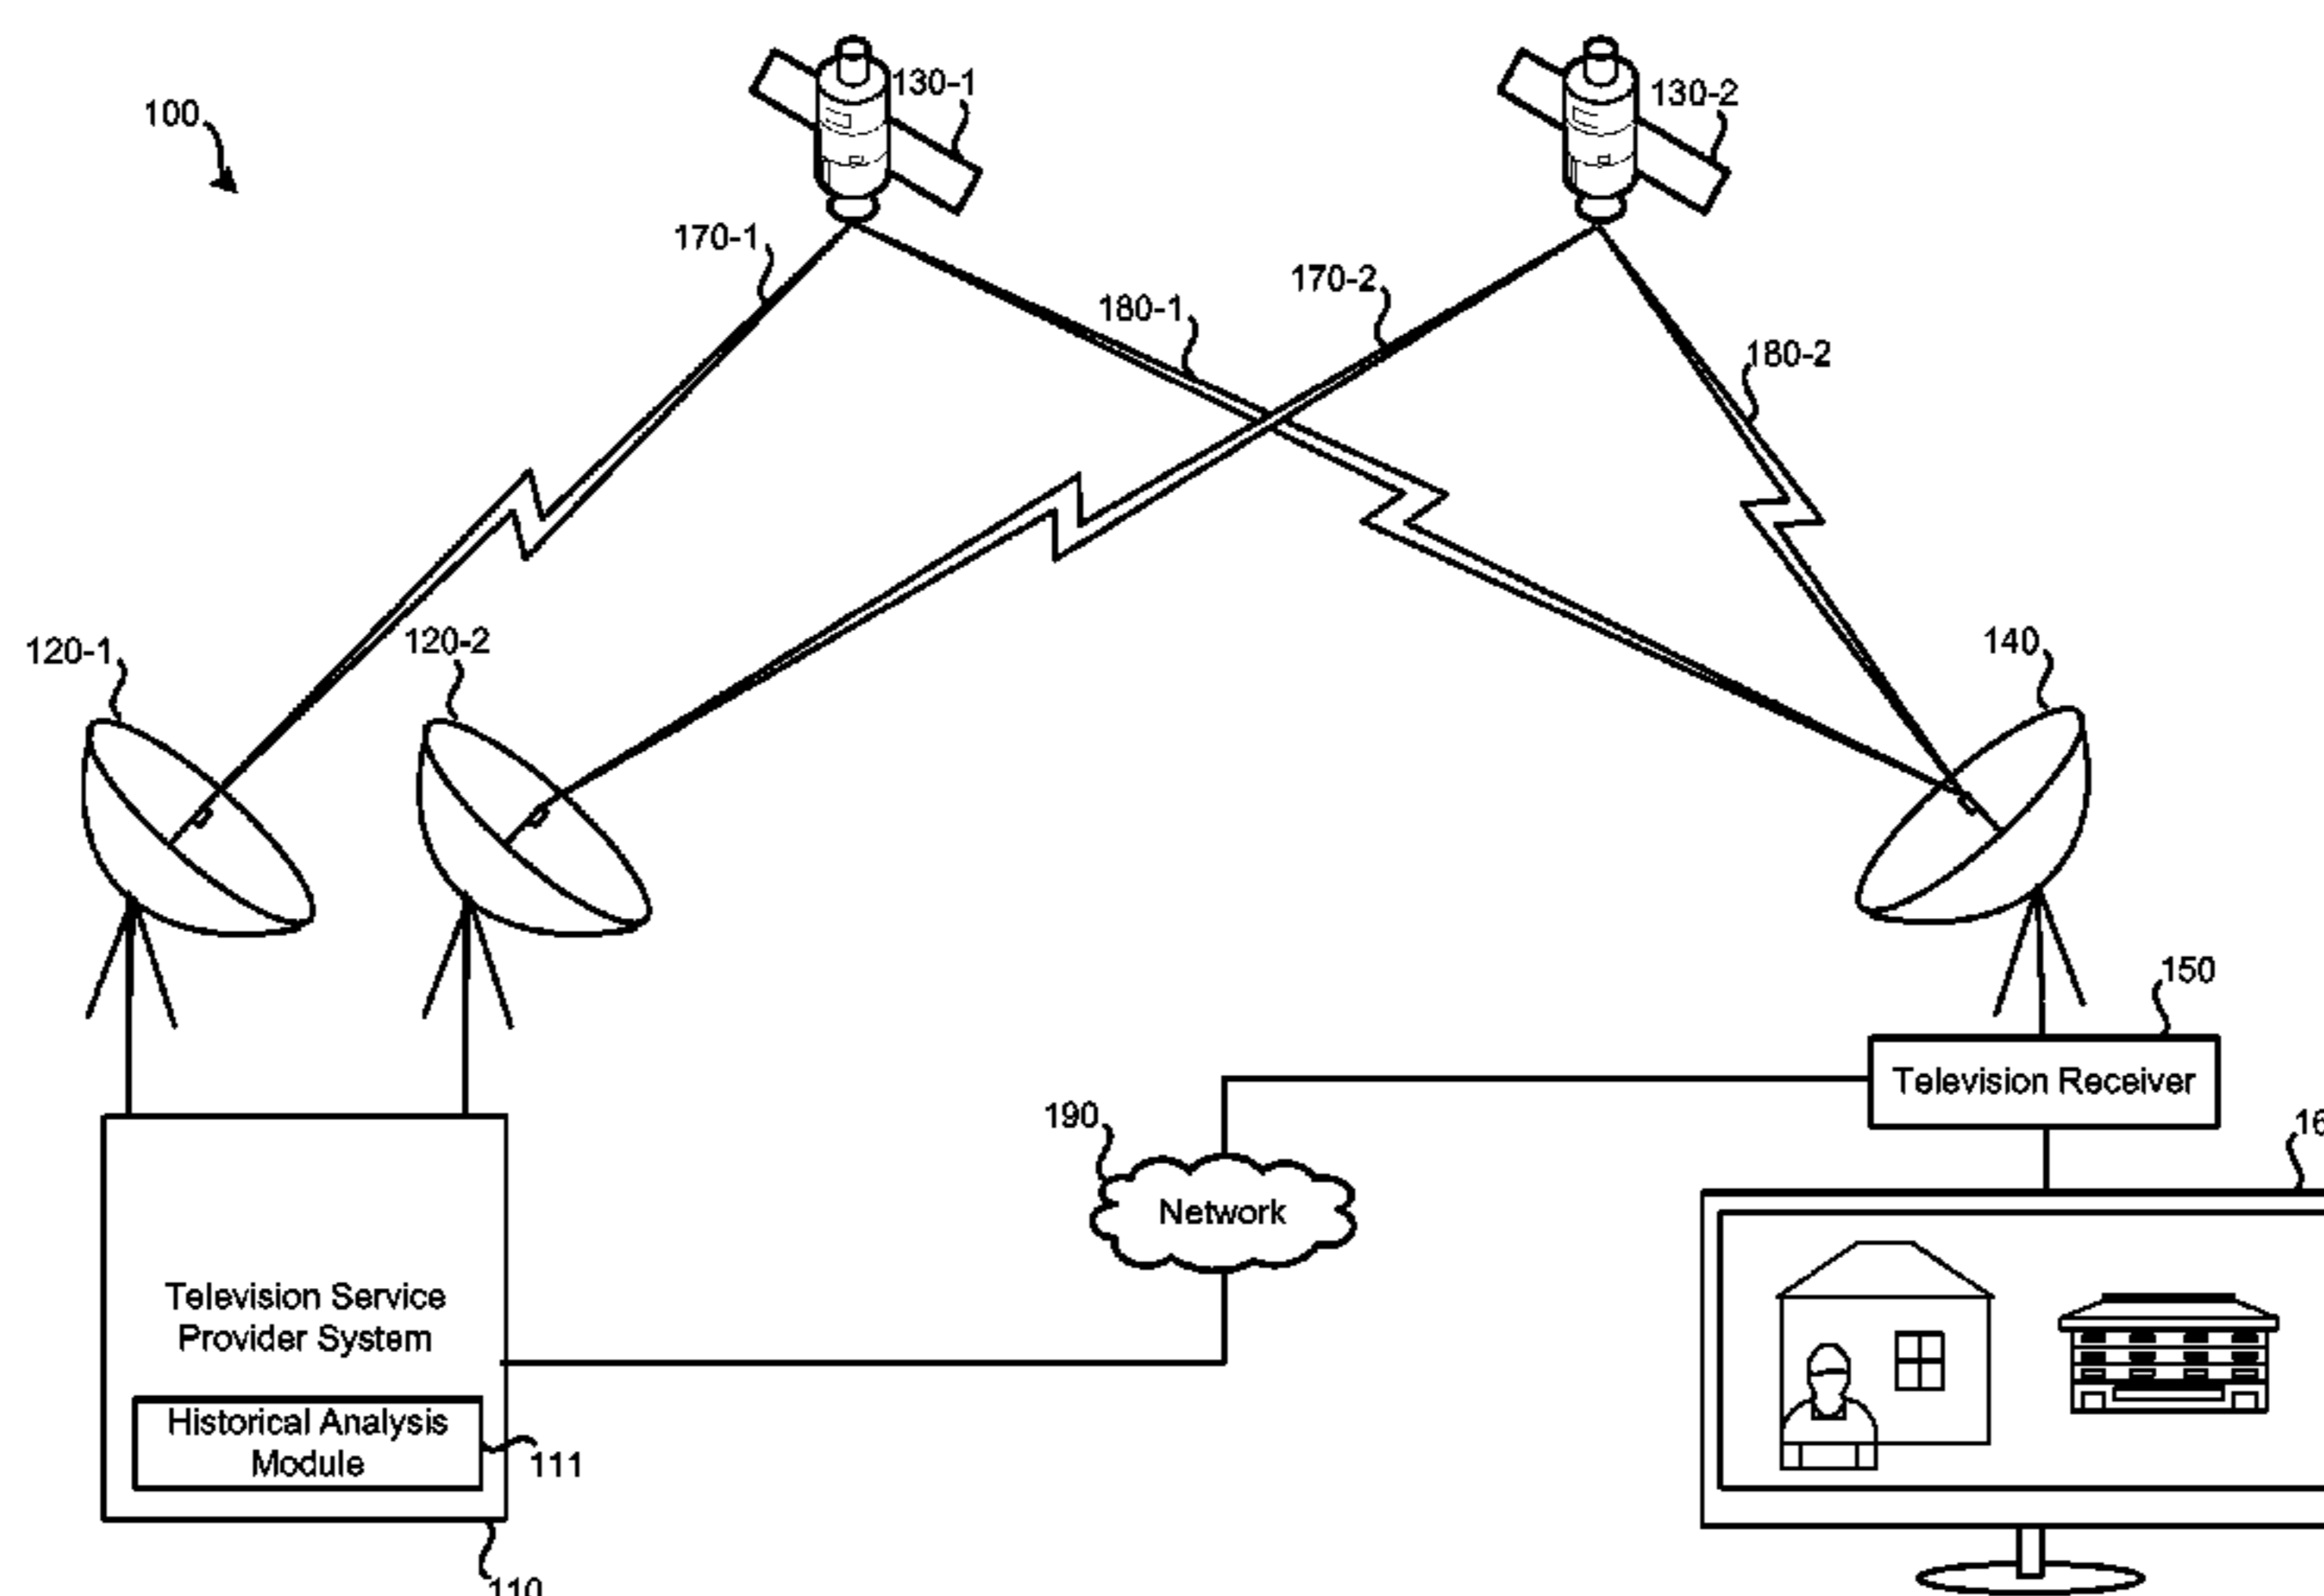 130-1
130-2
100
170-1
170-2
180-1
180-2
120-1
120-2
140
150
Television Receiver
190
Network
Television Service
Provider System
Historical Analysis
Module
111
110